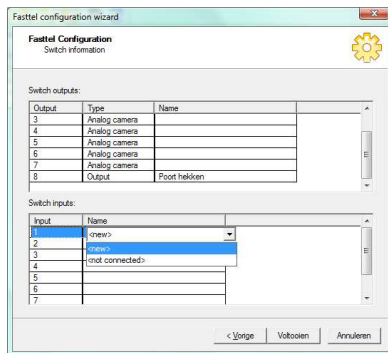 Fasttel configuration wizard
Fasttel Configuration
Switch information
Switch outputs:
Output Type Name
3 Analog camera
4 Analog camera
5 Analog camera
6 Analog camera
7 Analog camera
8 Output Poort hekken
Switch inputs:
Input Name
1 <new>
2 <new>
3 <not connected>
4
5
6
7
< Vorige Voltooien Annuleren